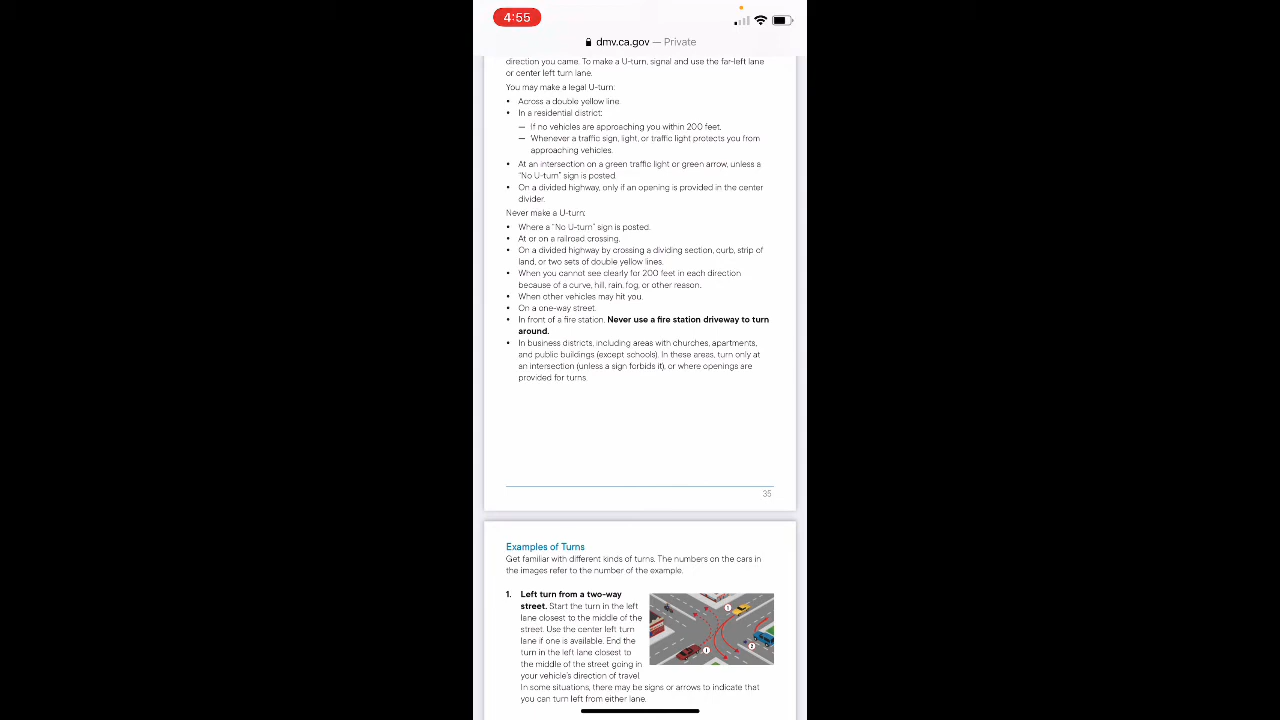 4:55
dmv.ca.gov — Private
direction you came. To make a U-turn, signal and use the far-left lane
or center left turn lane.
You may make a legal U-turn:
• Across a double yellow line.
• In a residential district:
— If no vehicles are approaching you within 200 feet.
— Whenever a traffic sign, light, or traffic light protects you from
approaching vehicles.
• At an intersection on a green traffic light or green arrow, unless a
"No U-turn" sign is posted.
• On a divided highway, only if an opening is provided in the center
divider.
Never make a U-turn:
• Where a "No U-turn" sign is posted.
• At or on a railroad crossing.
• On a divided highway by crossing a dividing section, curb, strip of
land, or two sets of double yellow lines.
• When you cannot see clearly for 200 feet in each direction
because of a curve, hill, rain, fog, or other reason.
• When other vehicles may hit you.
• On a one-way street.
• In front of a fire station. Never use a fire station driveway to turn
around.
• In business districts, including areas with churches, apartments,
and public buildings (except schools). In these areas, turn only at
an intersection (unless a sign forbids it), or where openings are
provided for turns.
35
Examples of Turns
Get familiar with different kinds of turns. The numbers on the cars in
the images refer to the number of the example.
1. Left turn from a two-way
street. Start the turn in the left
lane closest to the middle of the
street. Use the center left turn
lane if one is available. End the
turn in the left lane closest to
the middle of the street going in
your vehicle's direction of travel.
In some situations, there may be signs or arrows to indicate that
you can turn left from either lane.